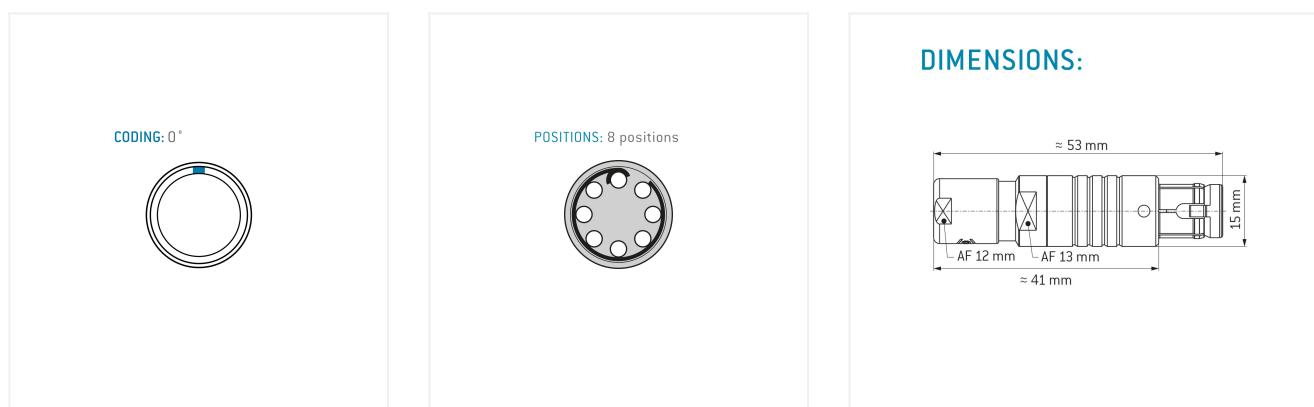 CODING: 0°
POSITIONS: 8 positions
DIMENSIONS:
≈ 53 mm
15 mm
AF 12 mm
AF 13 mm
≈ 41 mm